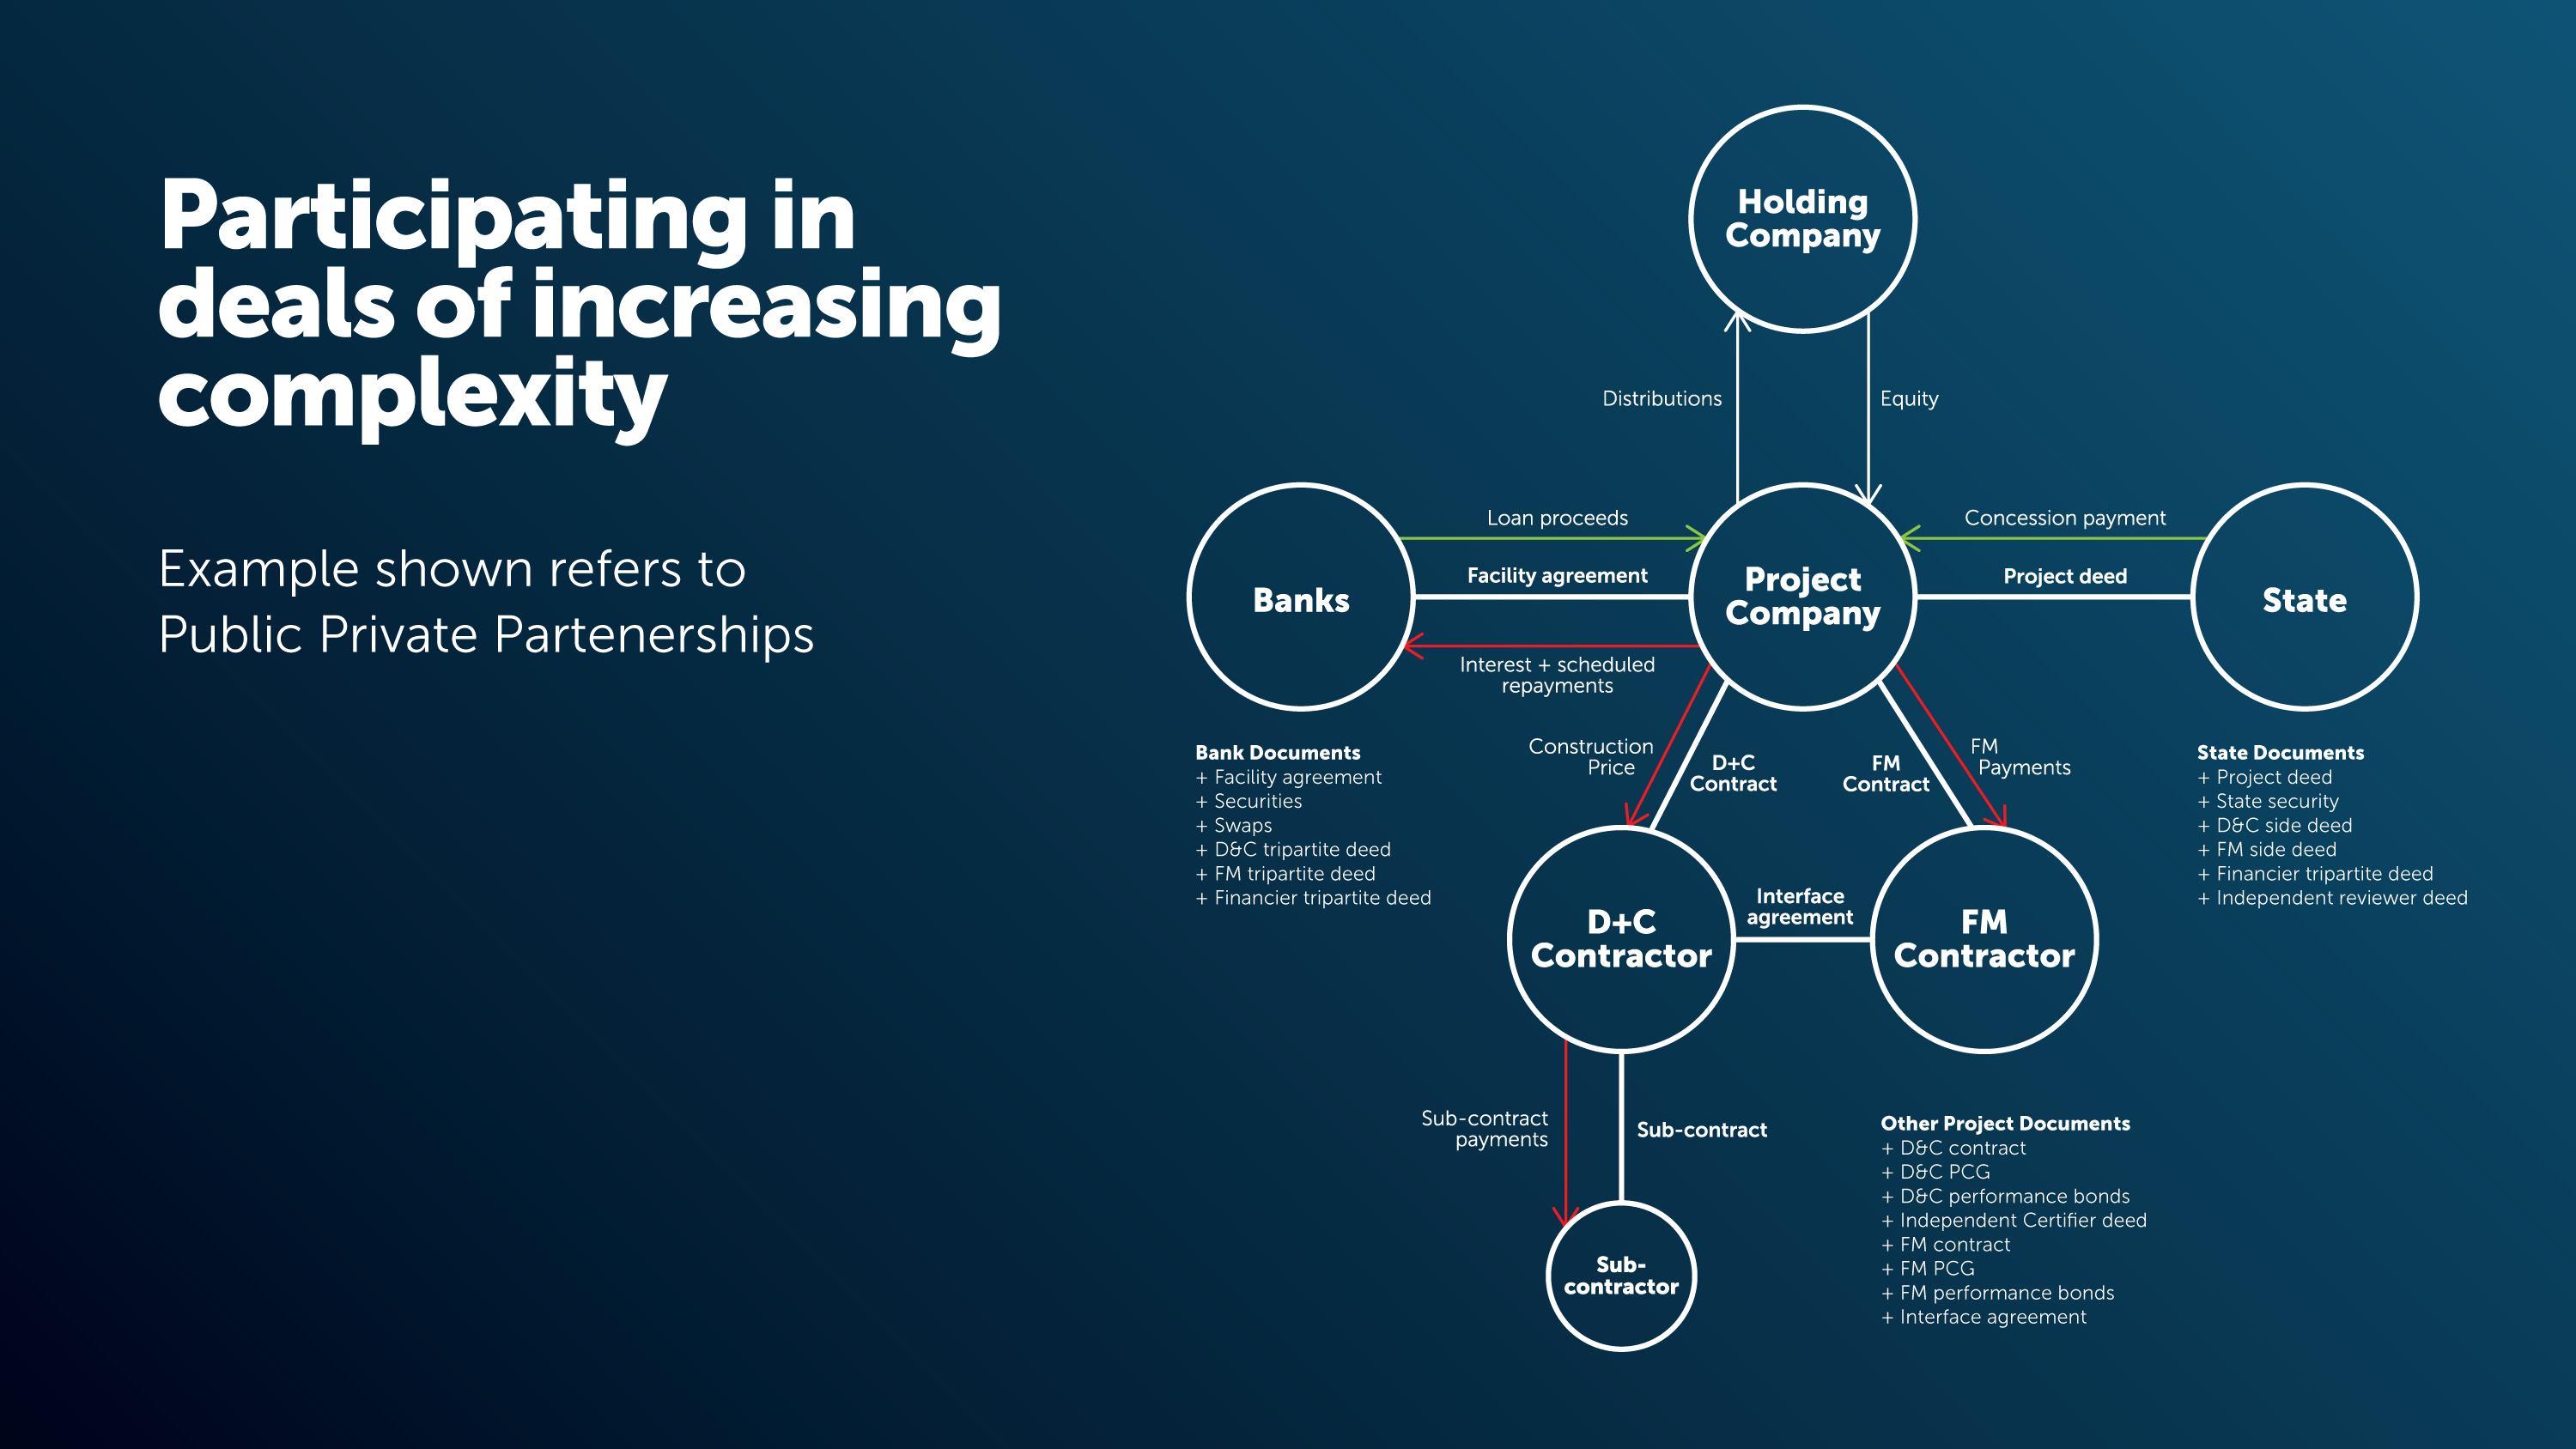 Participating in
deals of increasing
complexity
Example shown refers to
Public Private Partenerships
Holding
Company
Distributions
Equity
Loan proceeds
Concession payment
Facility agreement
Project deed
Banks
Project
Company
State
Interest + scheduled
repayments
Construction
Price
D+C
Contract
FM
Contract
FM
Payments
Bank Documents
+ Facility agreement
+ Securities
+ Swaps
+ D&C tripartite deed
+ FM tripartite deed
+ Financier tripartite deed
State Documents
+ Project deed
+ State security
+ D&C side deed
+ FM side deed
+ Financier tripartite deed
+ Independent reviewer deed
D+C
Contractor
Interface
agreement
FM
Contractor
Sub-contract
payments
Sub-contract
Sub-
contractor
Other Project Documents
+ D&C contract
+ D&C PCG
+ D&C performance bonds
+ Independent Certifier deed
+ FM contract
+ FM PCG
+ FM performance bonds
+ Interface agreement